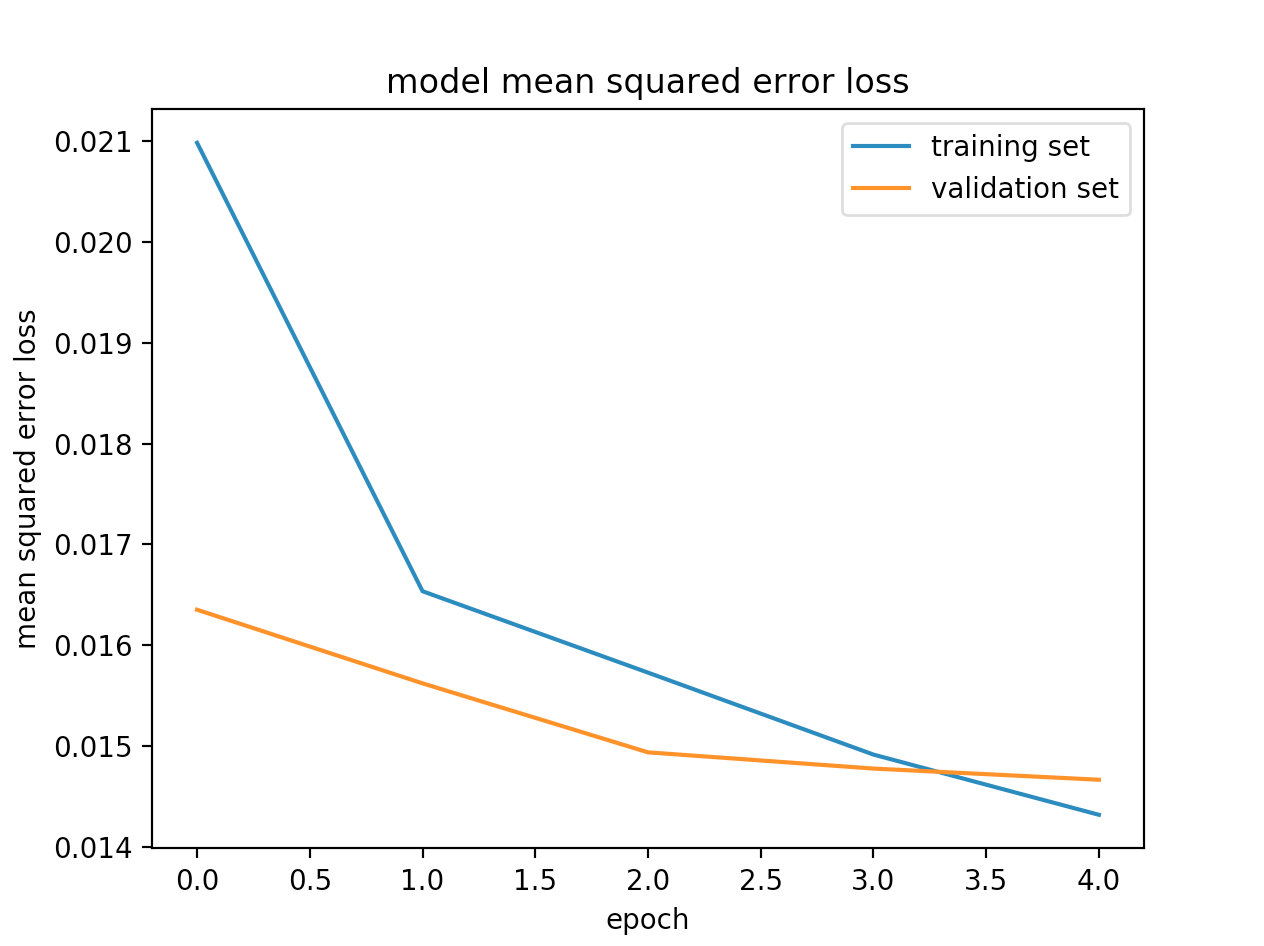 model mean squared error loss
training set
validation set
mean squared error loss
0.021
0.020
0.019
0.018
0.017
0.016
0.015
0.014
0.0 0.5 1.0 1.5 2.0 2.5 3.0 3.5 4.0
epoch